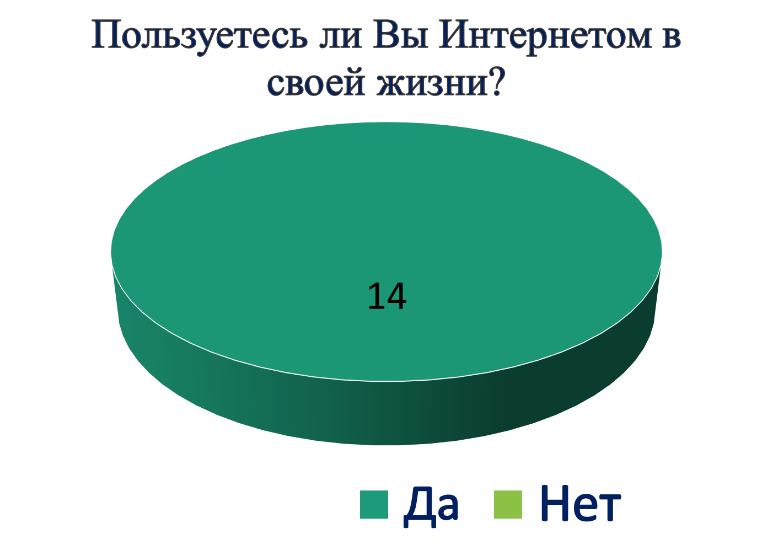 Пользуетесь ли Вы Интернетом в
своей жизни?
14
Да Нет